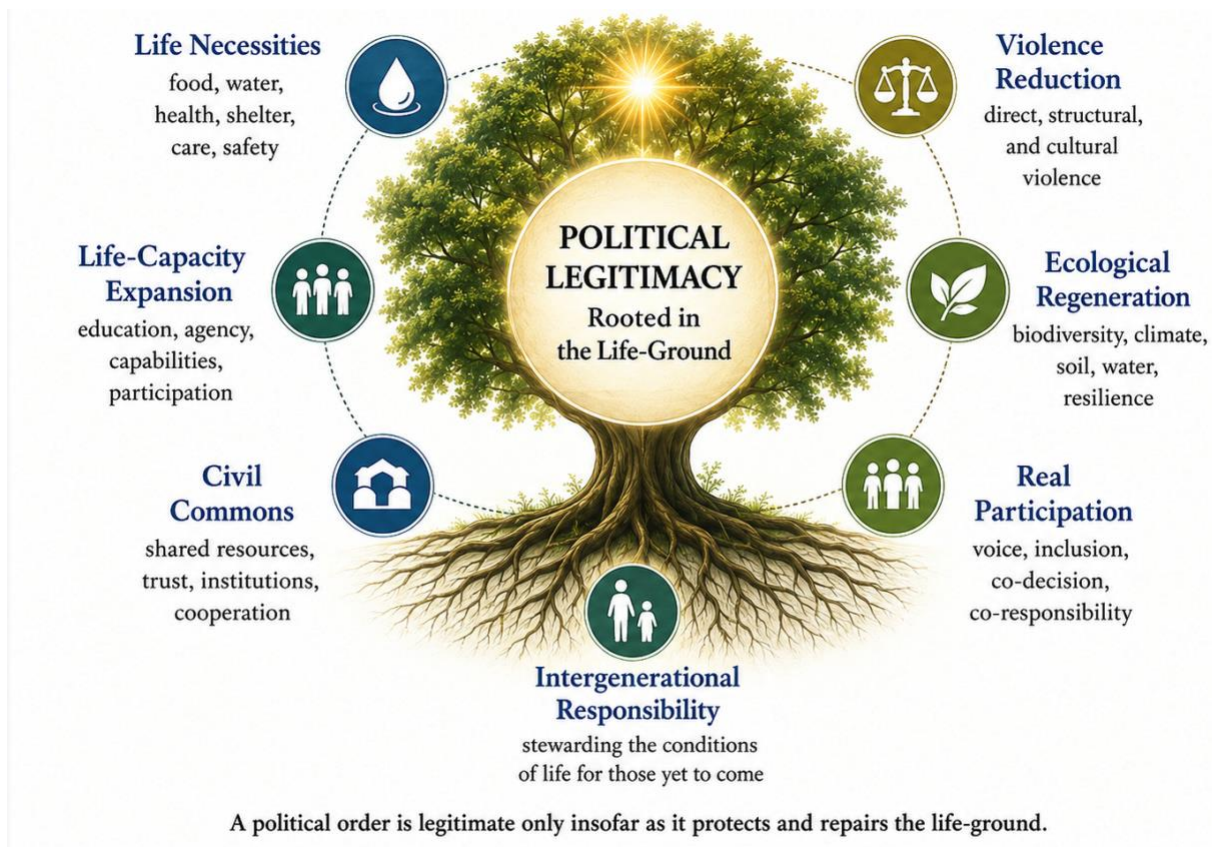 Life Necessities
food, water,
health, shelter,
care, safety
Life-Capacity
Expansion
education, agency,
capabilities,
participation
Civil
Commons
shared resources,
trust, institutions,
cooperation
POLITICAL
LEGITIMACY
Rooted in
the Life-Ground
Violence
Reduction
direct, structural,
and cultural
violence
Ecological
Regeneration
biodiversity, climate,
soil, water,
resilience
Real
Participation
voice, inclusion,
co-decision,
co-responsibility
Intergenerational
Responsibility
stewarding the conditions
of life for those yet to come
A political order is legitimate only insofar as it protects and repairs the life-ground.